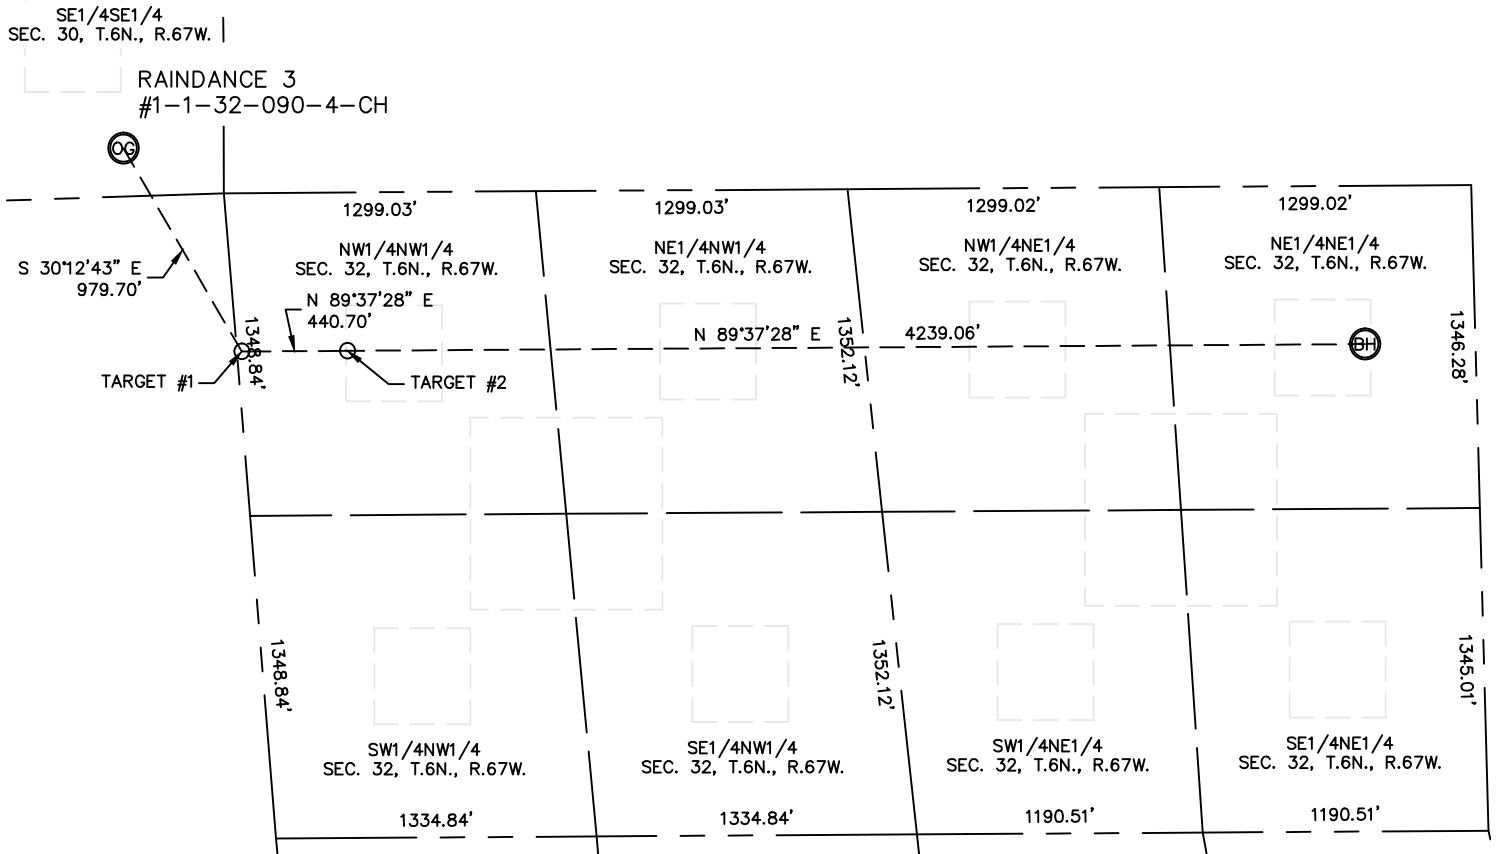 SE1/4SE1/4
SEC. 30, T.6N., R.67W.
RAINDANCE 3
#1-1-32-090-4-CH
OG
1299.03'
1299.03'
1299.02'
1299.02'
NW1/4NW1/4
SEC. 32, T.6N., R.67W.
NE1/4NW1/4
SEC. 32, T.6N., R.67W.
NW1/4NE1/4
SEC. 32, T.6N., R.67W.
NE1/4NE1/4
SEC. 32, T.6N., R.67W.
S 30°12'43" E
979.70'
N 89°37'28" E
440.70'
1348.84'
N 89°37'28" E
1352.12'
4239.06'
BH
1346.28'
TARGET #1
TARGET #2
1348.84'
1352.12'
1345.01'
SW1/4NW1/4
SEC. 32, T.6N., R.67W.
SE1/4NW1/4
SEC. 32, T.6N., R.67W.
SW1/4NE1/4
SEC. 32, T.6N., R.67W.
SE1/4NE1/4
SEC. 32, T.6N., R.67W.
1334.84'
1334.84'
1190.51'
1190.51'